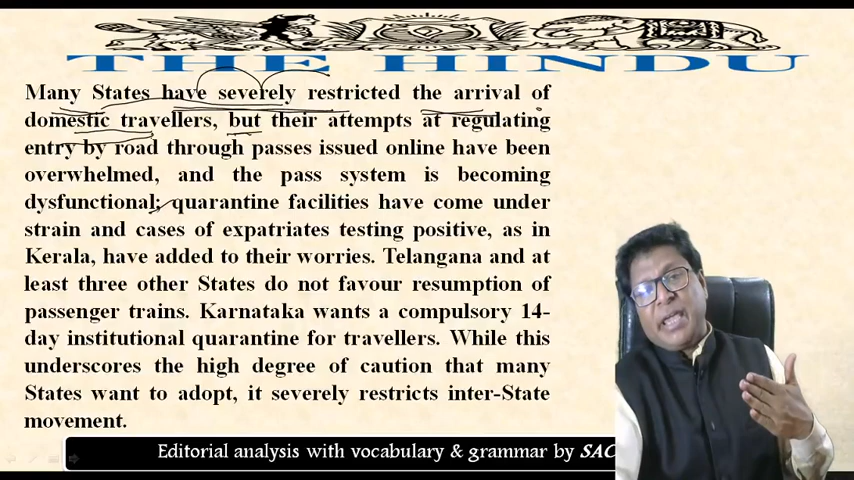 THE HINDU
Many States have severely restricted the arrival of
domestic travellers, but their attempts at regulating
entry by road through passes issued online have been
overwhelmed, and the pass system is becoming
dysfunctional; quarantine facilities have come under
strain and cases of expatriates testing positive, as in
Kerala, have added to their worries. Telangana and at
least three other States do not favour resumption of
passenger trains. Karnataka wants a compulsory 14-
day institutional quarantine for travellers. While this
underscores the high degree of caution that many
States want to adopt, it severely restricts inter-State
movement.
Editorial analysis with vocabulary & grammar by SAC